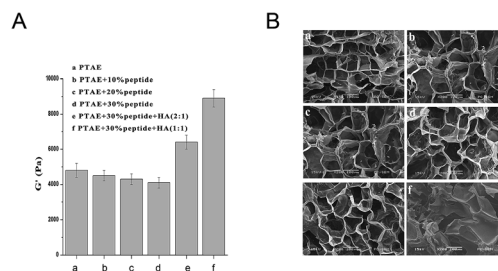 A
B
a PTAE
b PTAE+10%peptide
c PTAE+20%peptide
d PTAE+30%peptide
e PTAE+30%peptide+HA(2:1)
f PTAE+30%peptide+HA(1:1)
G' (Pa)
10000
8000
6000
4000
2000
0
a b c d e f
a
b
c
d
f